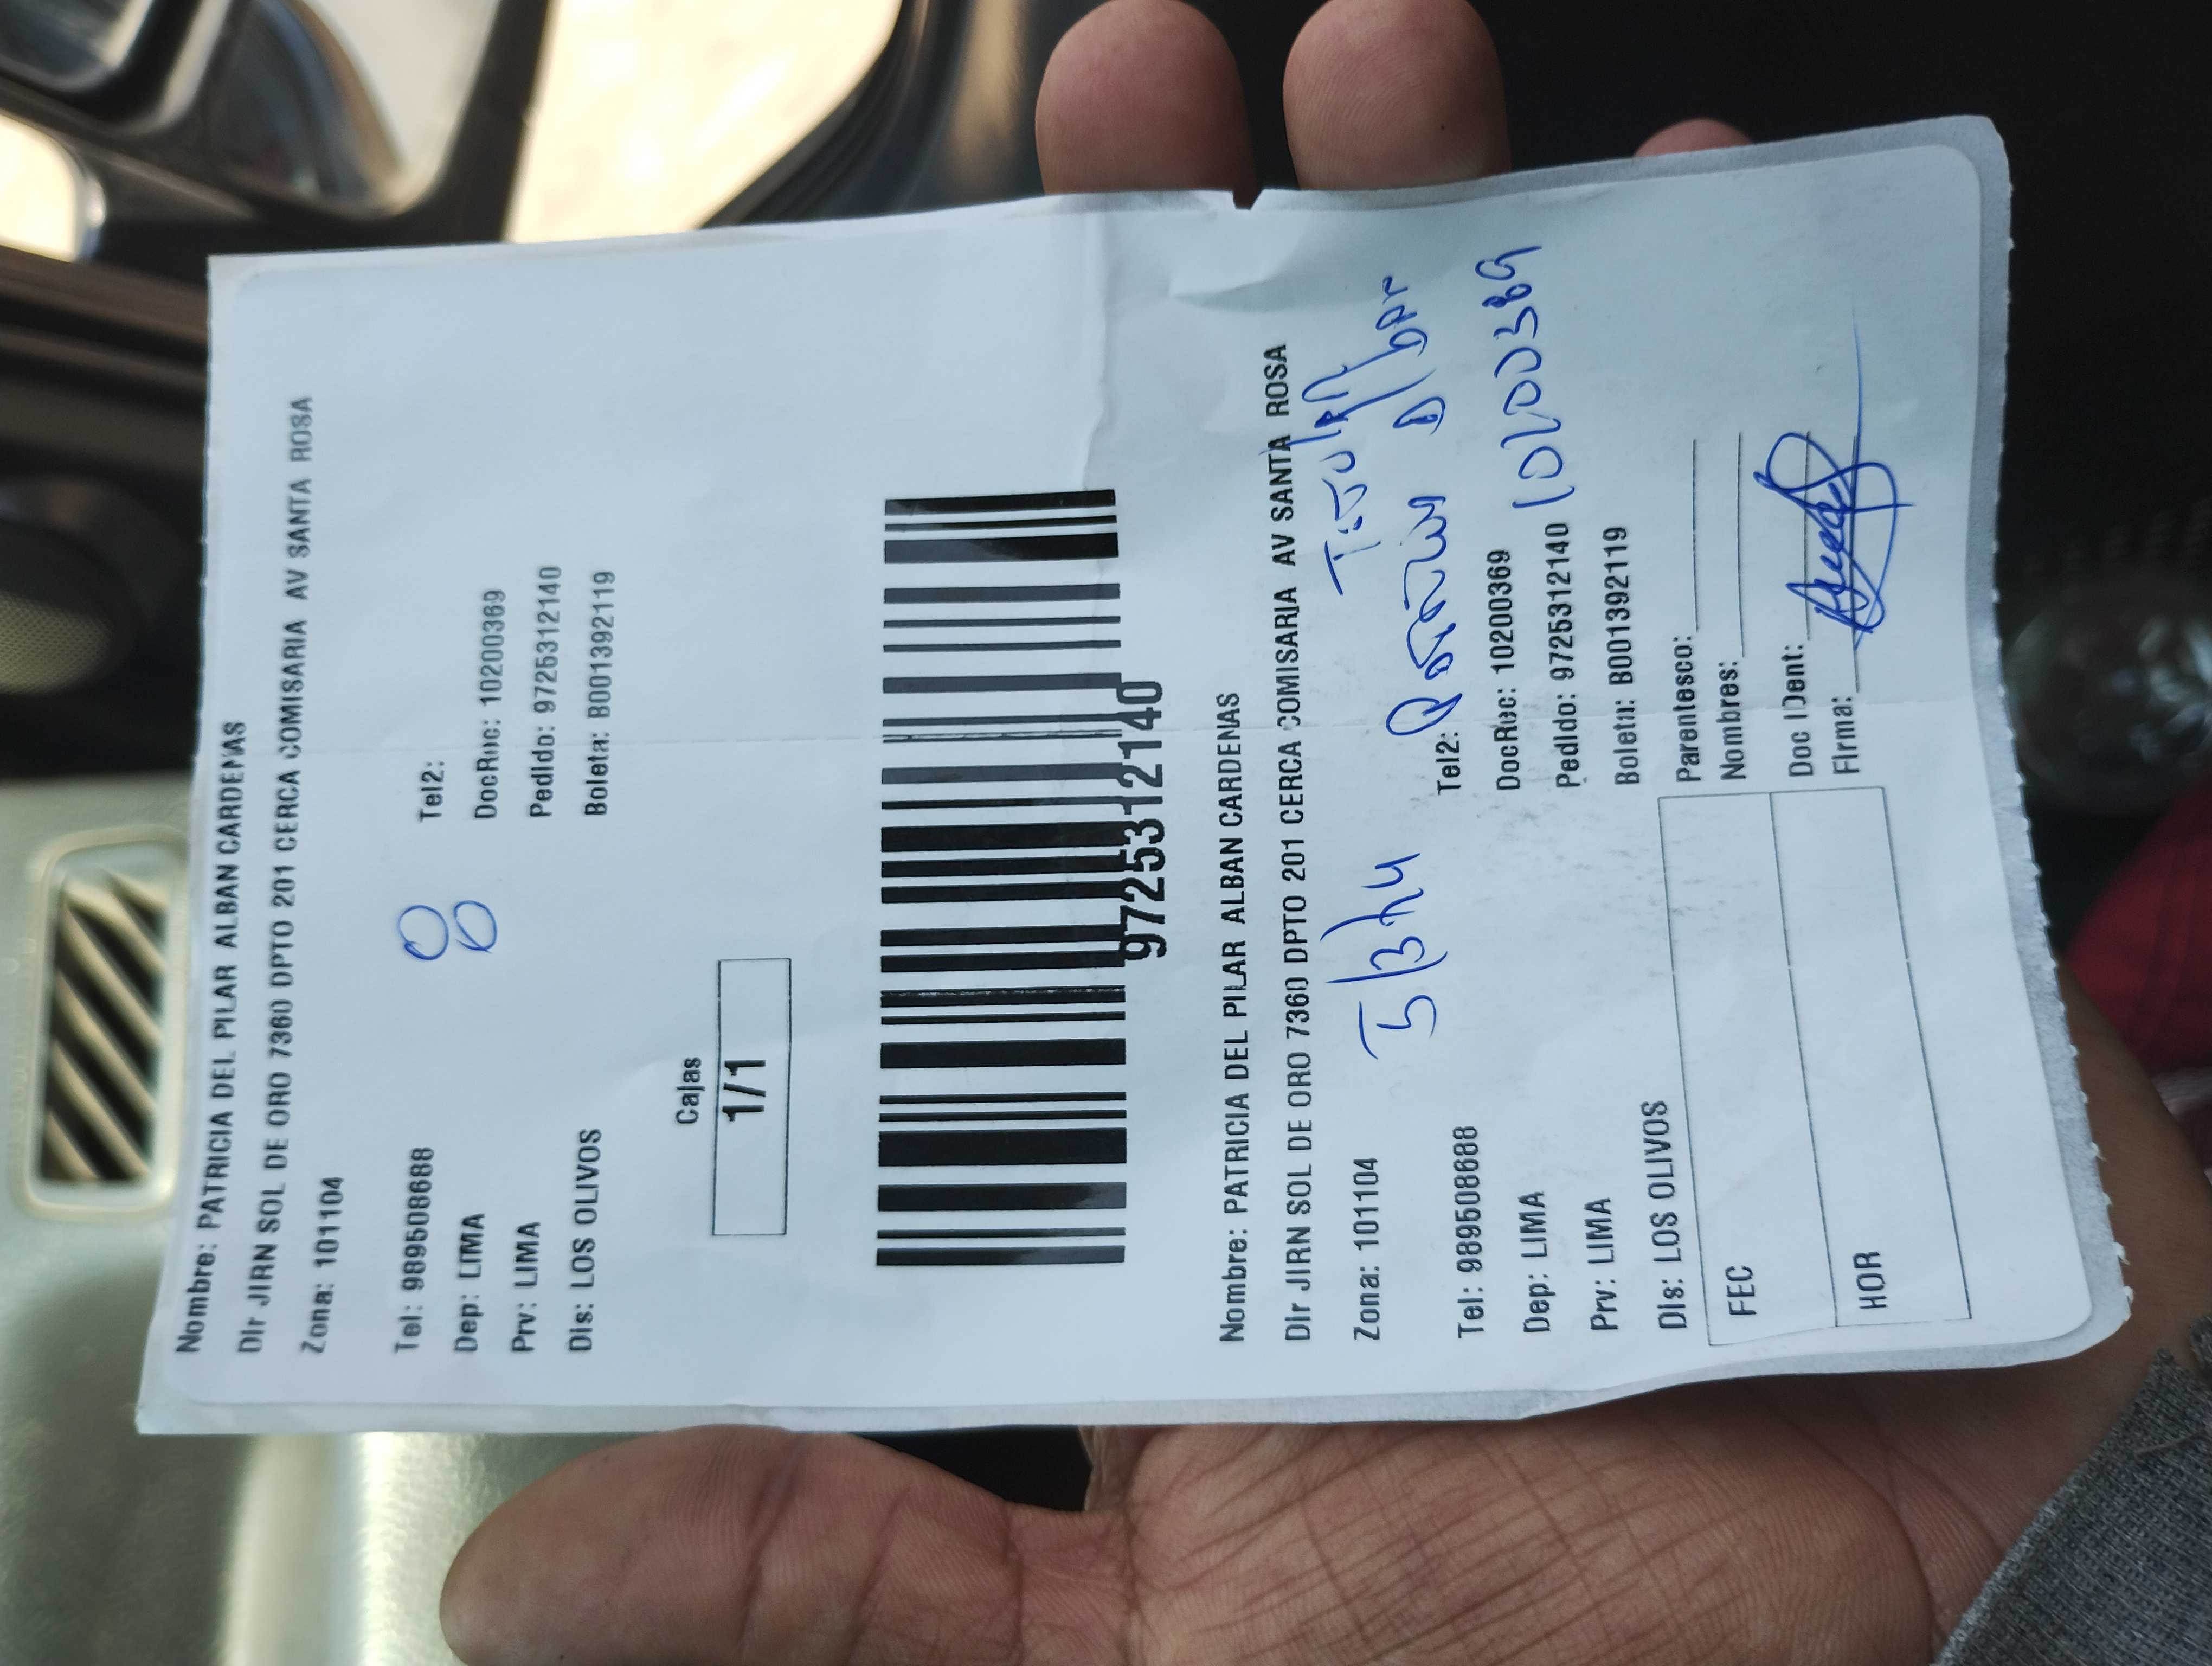 Nombre: PATRICIA DEL PILAR ALBAN CARDENAS
Dir JIRN SOL DE ORO 7360 DPTO 201 CERCA COMISARIA AV SANTA ROSA
Zona: 101104
8
Tel: 989508688 Tel2:
Dep: LIMA DocRuc: 10200369
Prv: LIMA Pedido: 9725312140
Dis: LOS OLIVOS Boleta: B001392119
Cajas
1/1
9725312140
Nombre: PATRICIA DEL PILAR ALBAN CARDENAS
Dir JIRN SOL DE ORO 7360 DPTO 201 CERCA COMISARIA AV SANTA ROSA
Zona: 101104
Tel: 989508688 Tel2:
Dep: LIMA DocRuc: 10200369
Prv: LIMA Pedido: 9725312140
Dis: LOS OLIVOS Boleta: B001392119
FEC Parentesco:
Nombres:
HOR Doc IDent:
Firma: